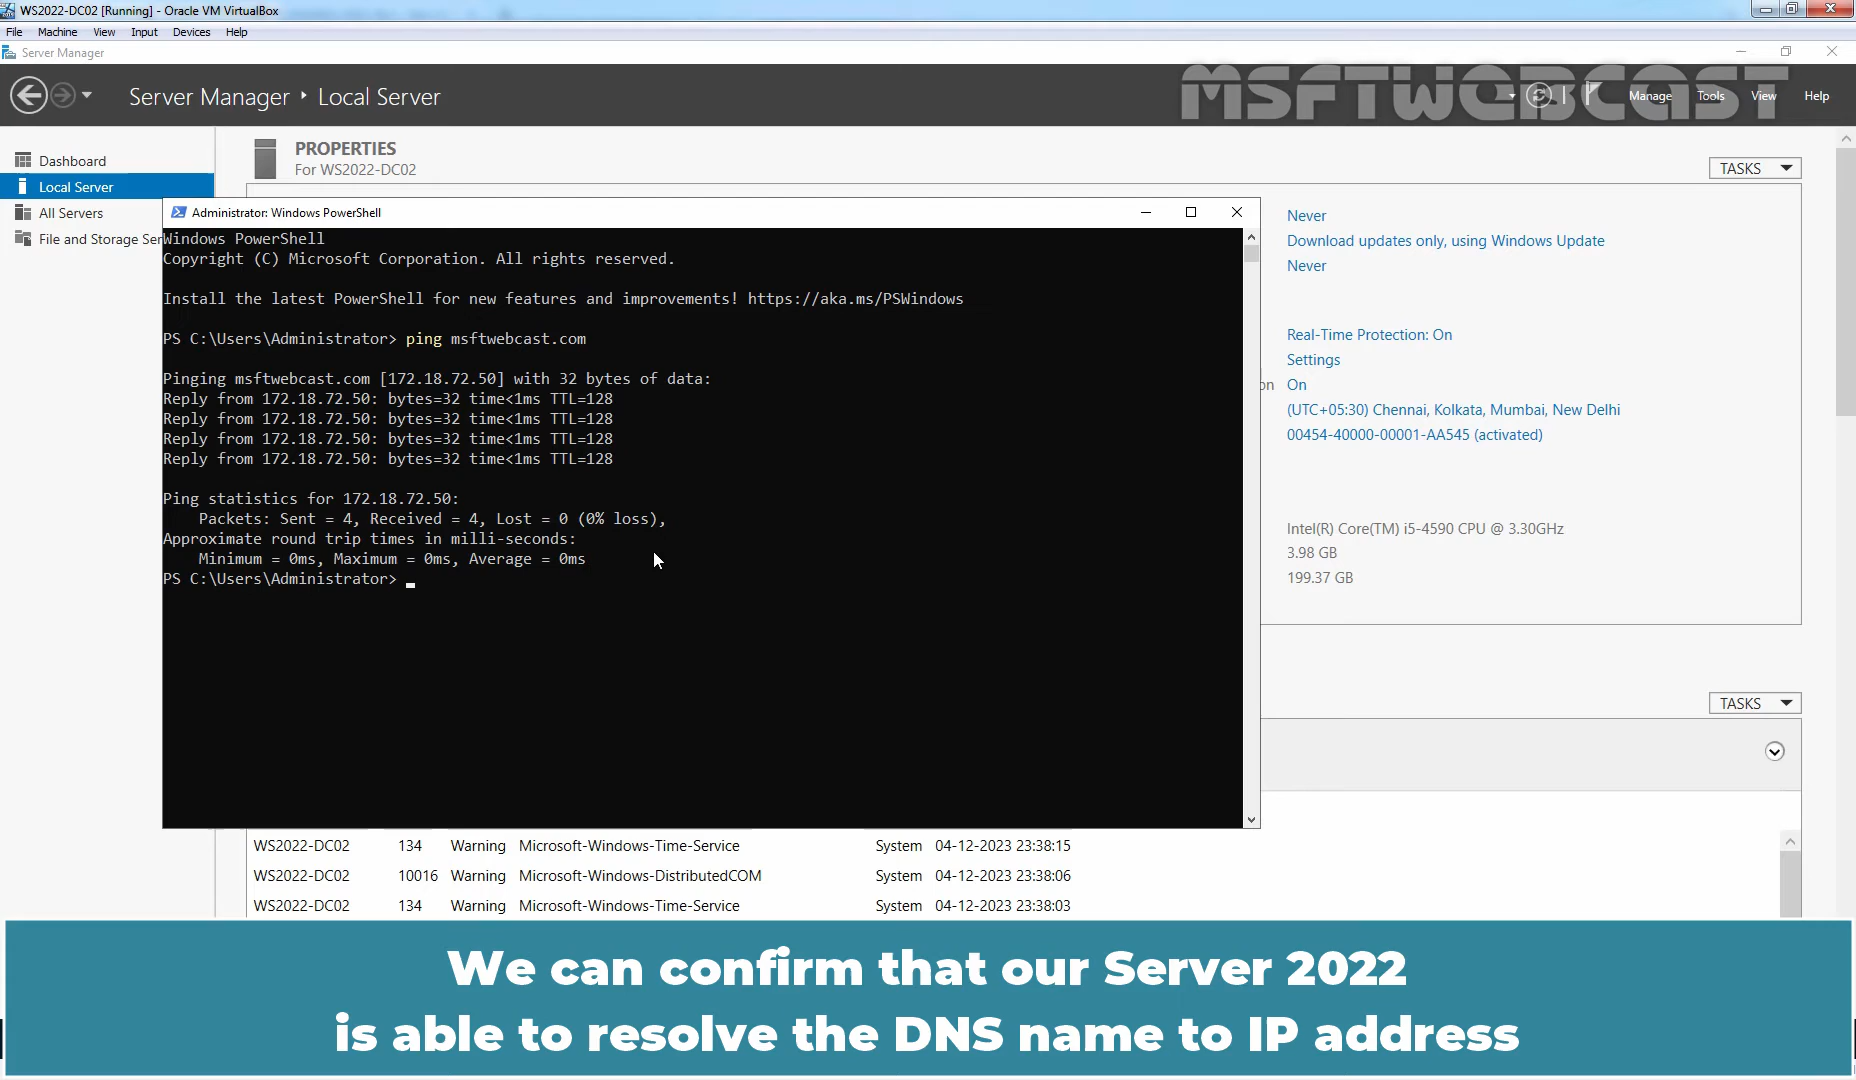 WS2022-DC02 [Running] - Oracle VM VirtualBox
File Machine View Input Devices Help
Server Manager
Server Manager ‣ Local Server
MSFTWEBCAST
Manage Tools View Help
Dashboard
Local Server
All Servers
File and Storage Ser
PROPERTIES
For WS2022-DC02
TASKS
Never
Download updates only, using Windows Update
Never
Real-Time Protection: On
Settings
on On
(UTC+05:30) Chennai, Kolkata, Mumbai, New Delhi
00454-40000-00001-AA545 (activated)
Intel(R) Core(TM) i5-4590 CPU @ 3.30GHz
3.98 GB
199.37 GB
TASKS
Administrator: Windows PowerShell
Windows PowerShell
Copyright (C) Microsoft Corporation. All rights reserved.
Install the latest PowerShell for new features and improvements! https://aka.ms/PSWindows
PS C:\Users\Administrator> ping msftwebcast.com
Pinging msftwebcast.com [172.18.72.50] with 32 bytes of data:
Reply from 172.18.72.50: bytes=32 time<1ms TTL=128
Reply from 172.18.72.50: bytes=32 time<1ms TTL=128
Reply from 172.18.72.50: bytes=32 time<1ms TTL=128
Reply from 172.18.72.50: bytes=32 time<1ms TTL=128
Ping statistics for 172.18.72.50:
Packets: Sent = 4, Received = 4, Lost = 0 (0% loss),
Approximate round trip times in milli-seconds:
Minimum = 0ms, Maximum = 0ms, Average = 0ms
PS C:\Users\Administrator> _
WS2022-DC02 134 Warning Microsoft-Windows-Time-Service System 04-12-2023 23:38:15
WS2022-DC02 10016 Warning Microsoft-Windows-DistributedCOM System 04-12-2023 23:38:06
WS2022-DC02 134 Warning Microsoft-Windows-Time-Service System 04-12-2023 23:38:03
We can confirm that our Server 2022
is able to resolve the DNS name to IP address